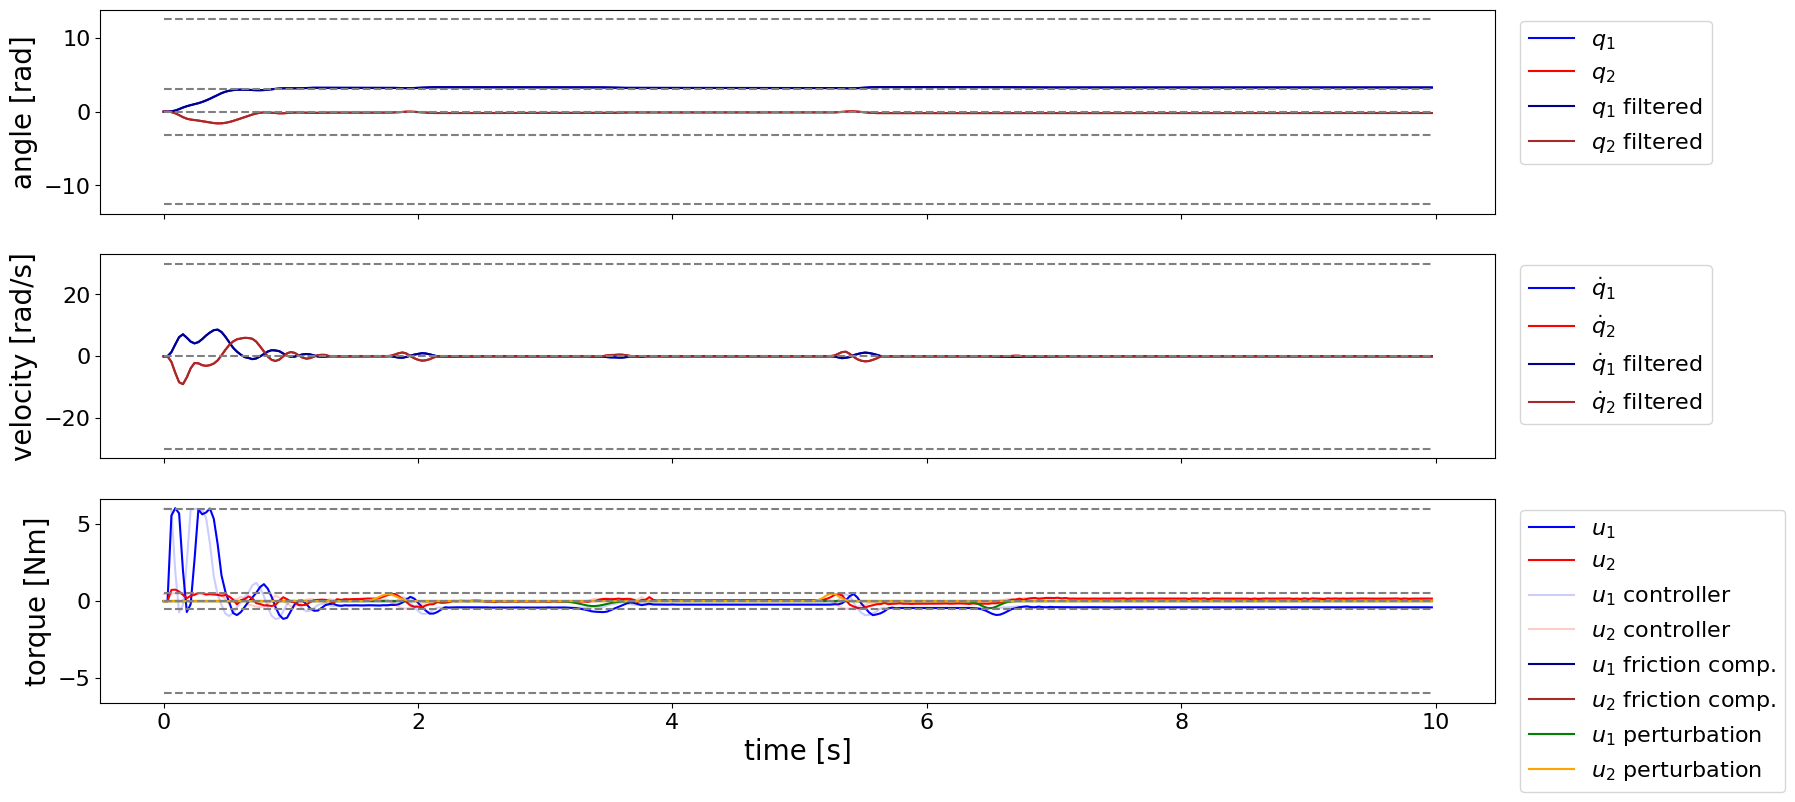 angle [rad]
10
0
−10
q₁
q₂
q₁ filtered
q₂ filtered
velocity [rad/s]
20
0
−20
q̇₁
q̇₂
q̇₁ filtered
q̇₂ filtered
torque [Nm]
5
0
−5
0 2 4 6 8 10
time [s]
u₁
u₂
u₁ controller
u₂ controller
u₁ friction comp.
u₂ friction comp.
u₁ perturbation
u₂ perturbation